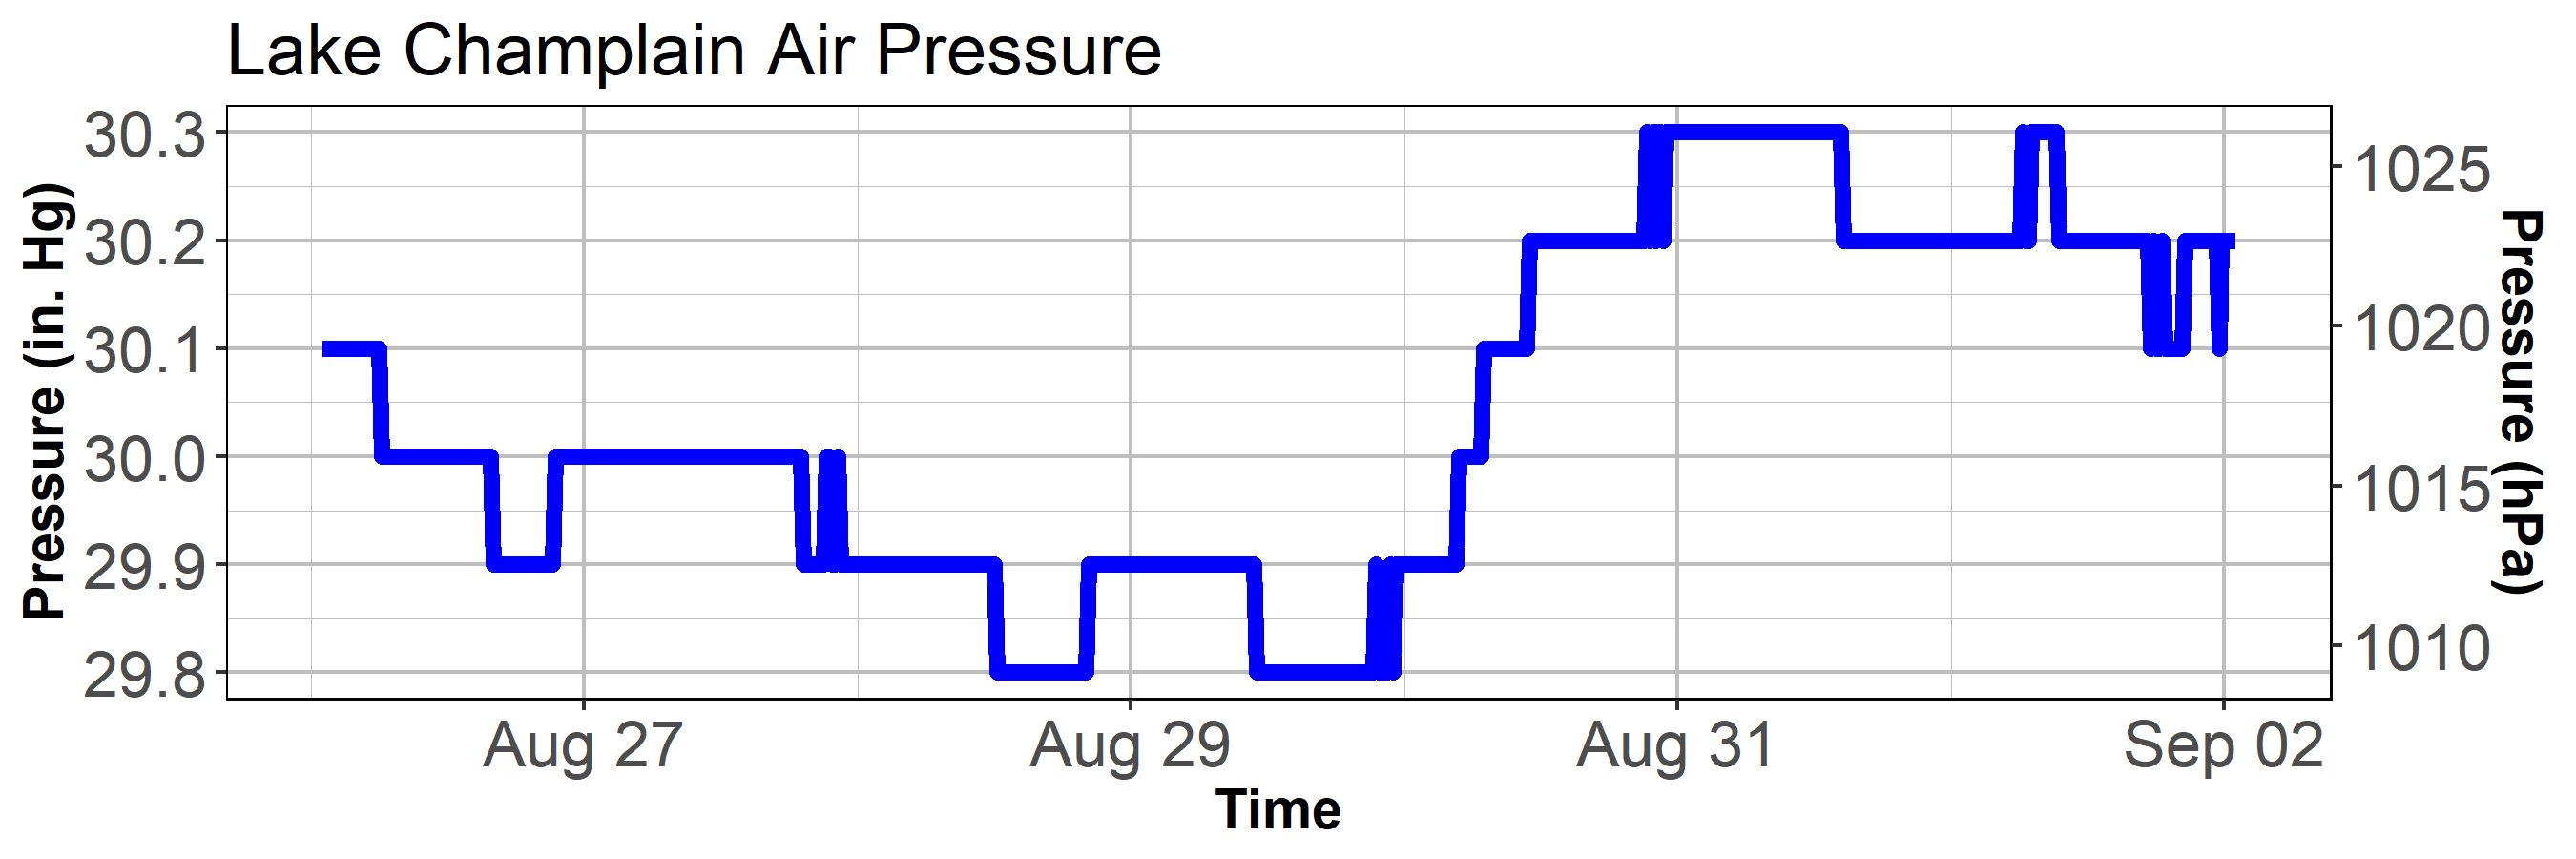 Lake Champlain Air Pressure
Pressure (in. Hg)
30.3
30.2
30.1
30.0
29.9
29.8
1025
1020
1015
1010
Pressure (hPa)
Aug 27
Aug 29
Aug 31
Sep 02
Time